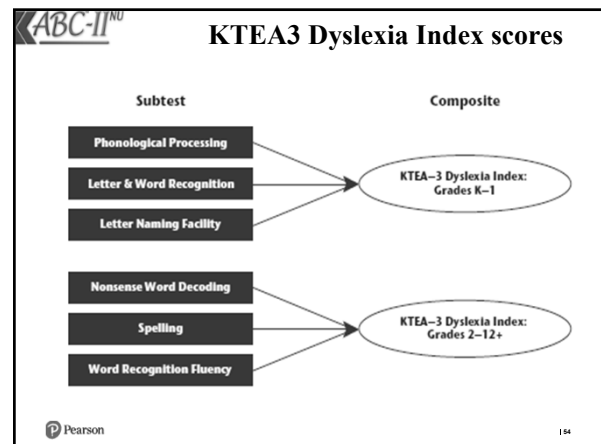 KABC-II NU
KTEA3 Dyslexia Index scores
Subtest
Composite
Phonological Processing
Letter & Word Recognition
Letter Naming Facility
KTEA–3 Dyslexia Index:
Grades K–1
Nonsense Word Decoding
Spelling
Word Recognition Fluency
KTEA–3 Dyslexia Index:
Grades 2–12+
Pearson
| 54